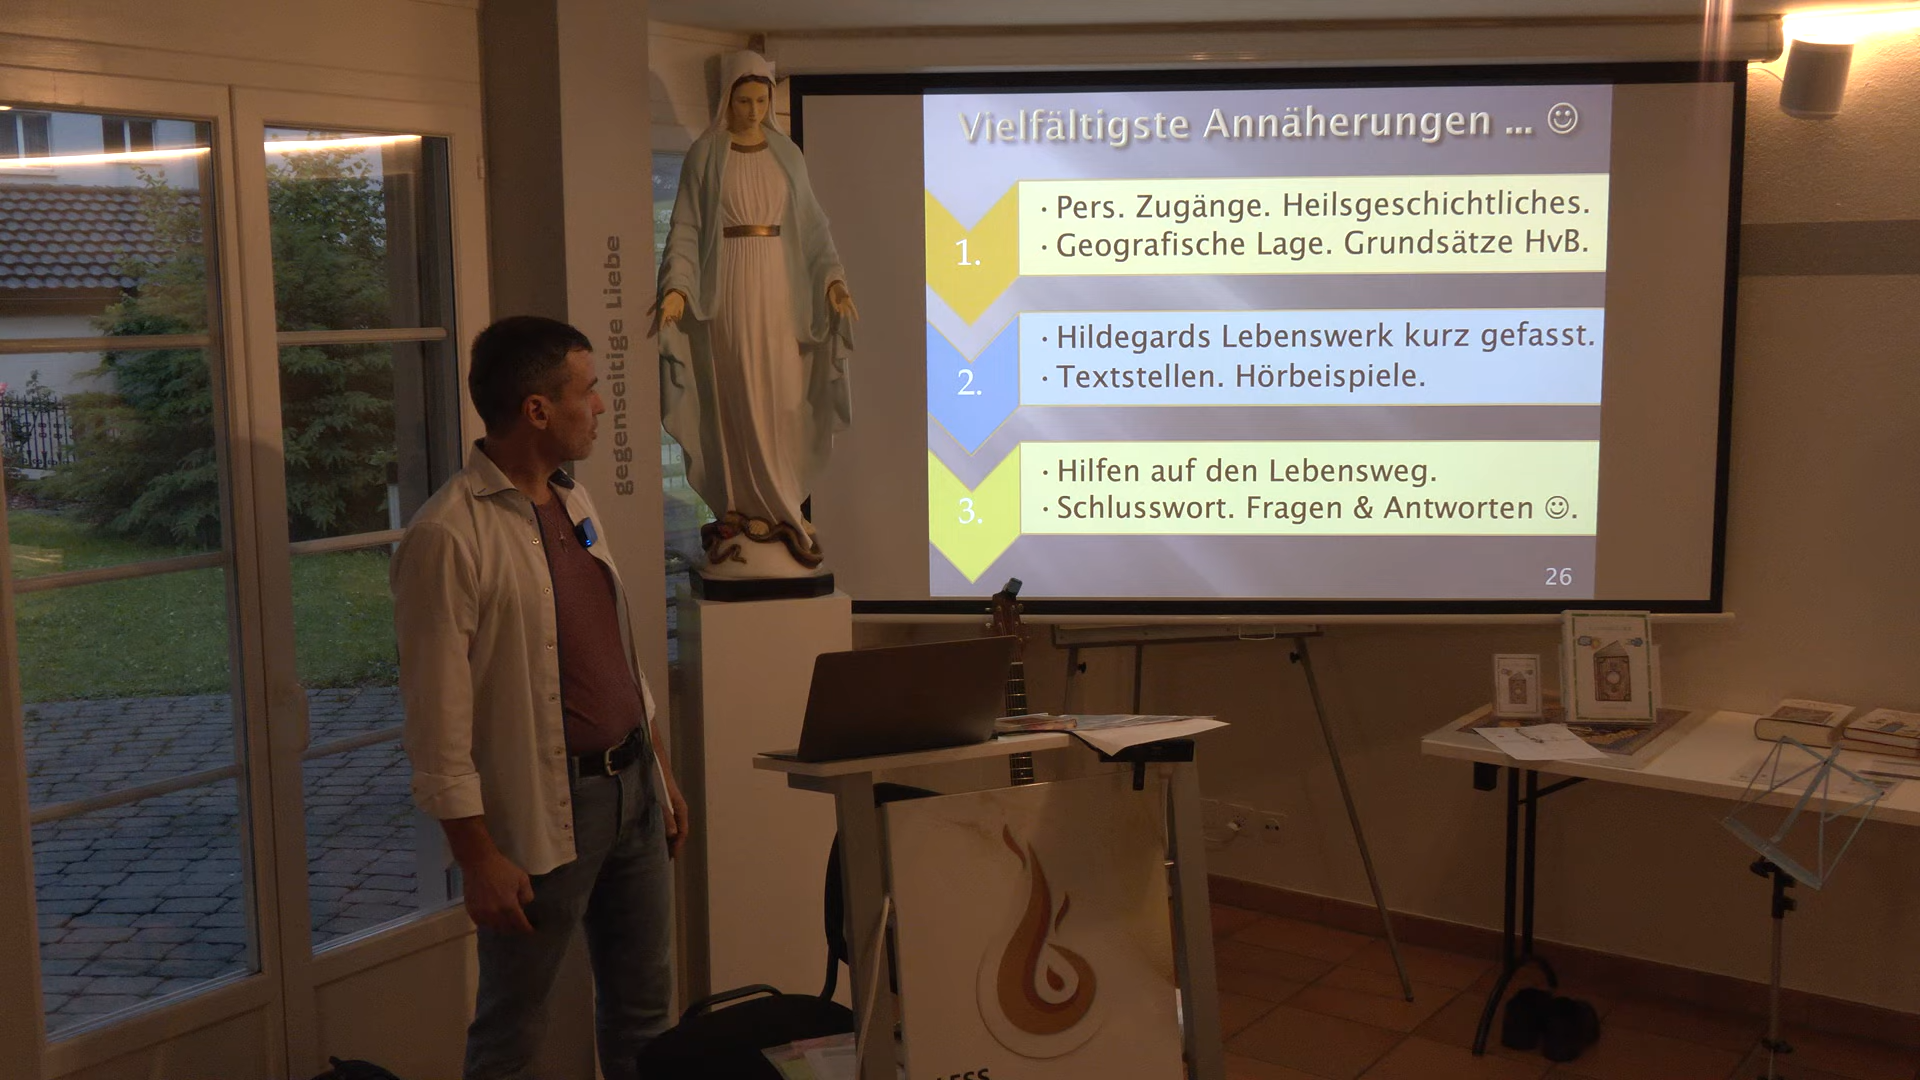 gegenseitige Liebe
Vielfältigste Annäherungen ... ☺
1.
· Pers. Zugänge. Heilsgeschichtliches.
· Geografische Lage. Grundsätze HvB.
2.
· Hildegards Lebenswerk kurz gefasst.
· Textstellen. Hörbeispiele.
3.
· Hilfen auf den Lebensweg.
· Schlusswort. Fragen & Antworten ☺.
26